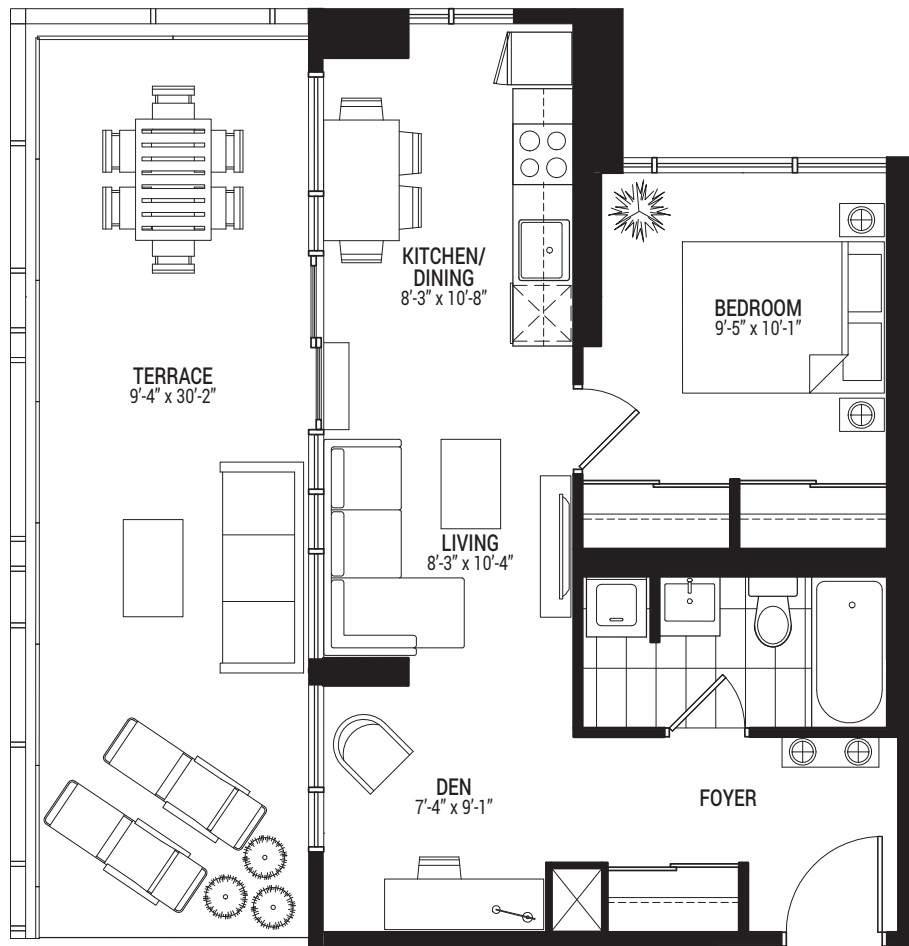 KITCHEN/
DINING
8’-3” x 10’-8”
BEDROOM
9’-5” x 10’-1”
TERRACE
9’-4” x 30’-2”
LIVING
8’-3” x 10’-4”
DEN
7’-4” x 9’-1”
FOYER